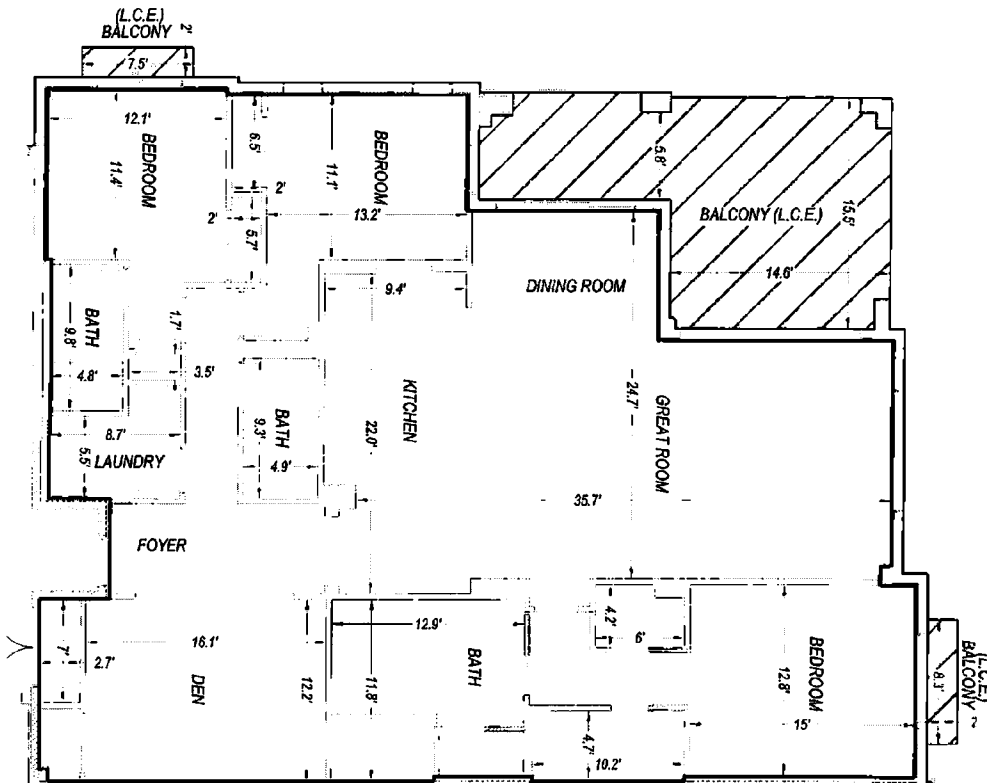 (L.C.E.)
BALCONY
2'
7.5'
12.1'
BEDROOM
11.4'
6.5'
2'
2'
5.7'
BEDROOM
11.1'
13.2'
5.8'
BALCONY (L.C.E.)
15.5'
14.6'
DINING ROOM
9.4'
BATH
9.8'
4.8'
1.7'
3.5'
8.7'
5.5'
LAUNDRY
BATH
9.3'
4.9'
KITCHEN
22.0'
24.7'
GREAT ROOM
35.7'
FOYER
7'
2.7'
16.1'
DEN
12.2'
12.9'
11.8'
BATH
4.2'
6'
4.7'
BEDROOM
12.8'
15'
(L.C.E.)
BALCONY
8.3'
2'